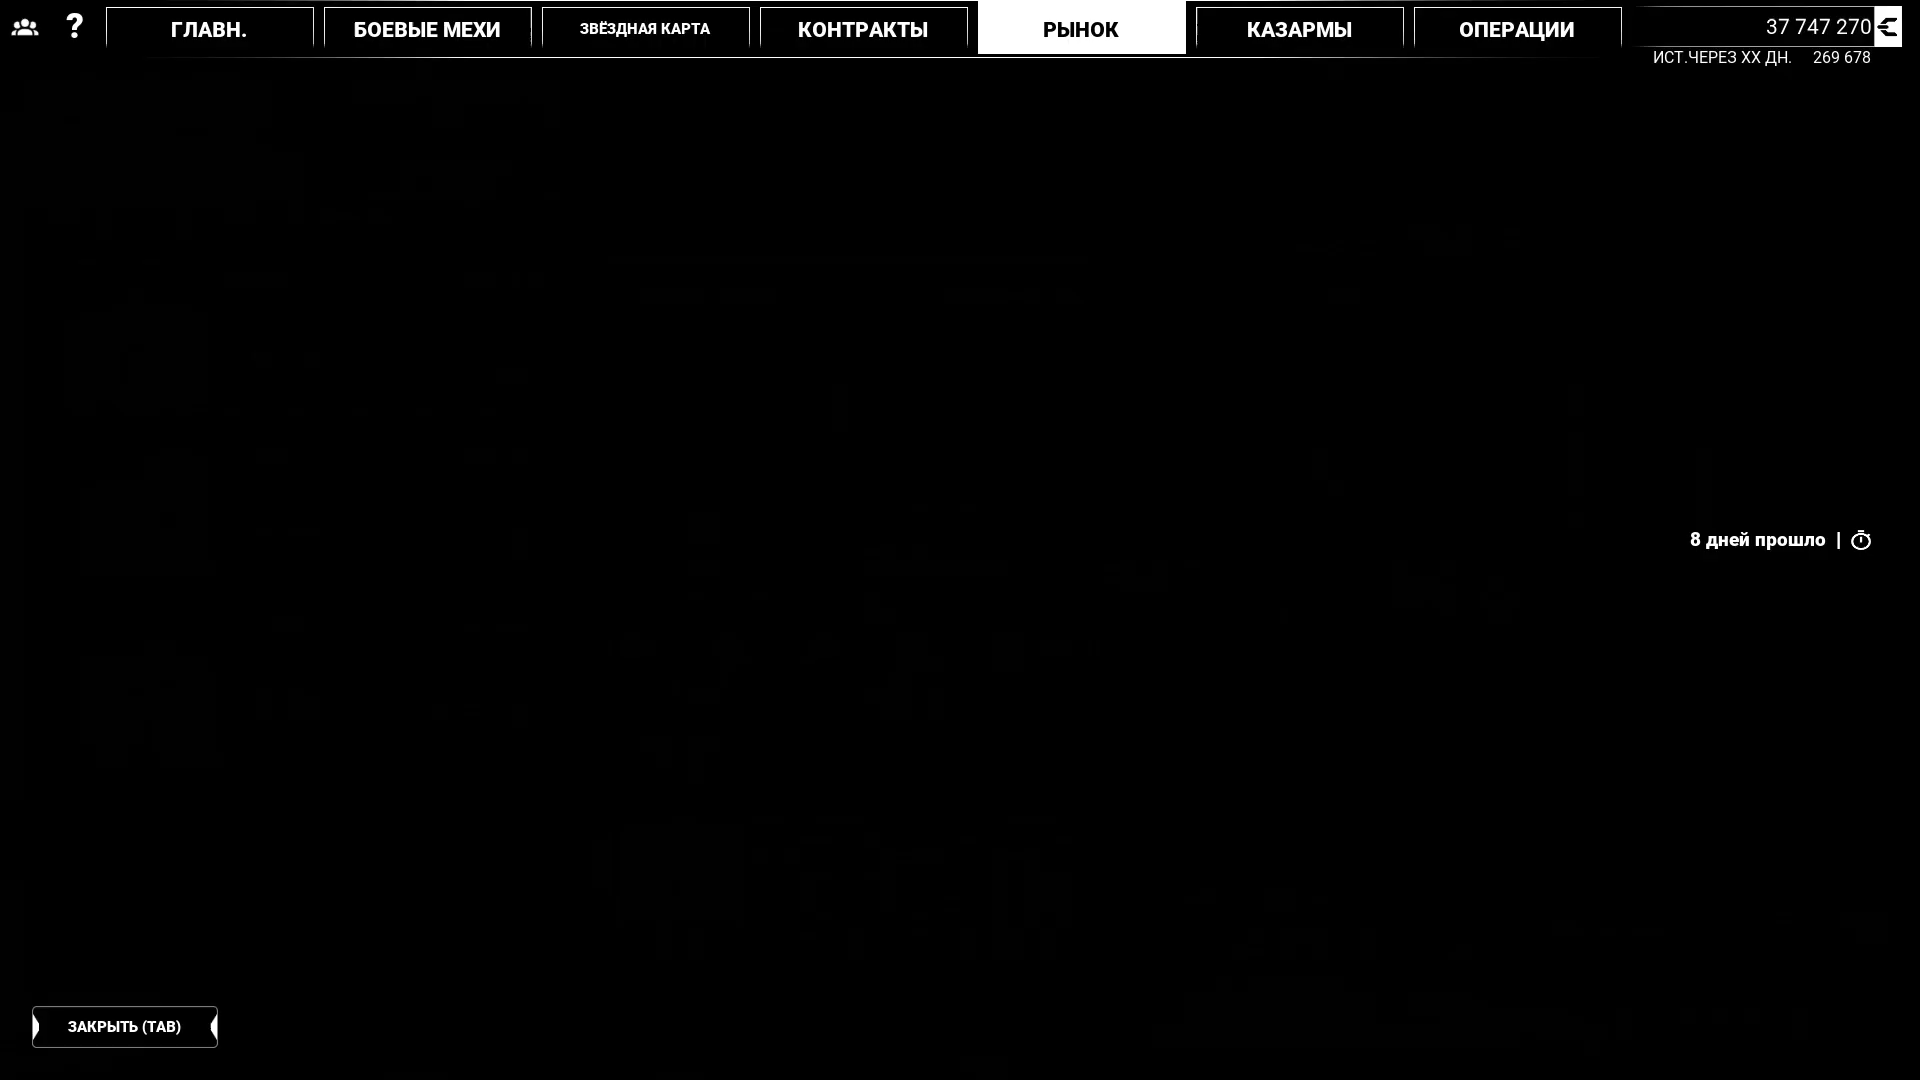 ?
ГЛАВН.
БОЕВЫЕ МЕХИ
ЗВЁЗДНАЯ КАРТА
КОНТРАКТЫ
РЫНОК
КАЗАРМЫ
ОПЕРАЦИИ
37 747 270
ИСТ.ЧЕРЕЗ XX ДН. 269 678
8 дней прошло |
ЗАКРЫТЬ (TAB)